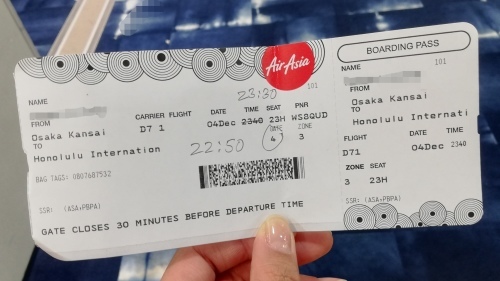 AirAsia
BOARDING PASS
23:30
101
NAME
FROM
Osaka Kansai
TO
Honolulu Internation
CARRIER FLIGHT DATE TIME SEAT PNR
D7 1 04Dec 2340 23H WS8QUD
GATE ZONE
4 3
22:50
BAG TAGS: 0807687532
SSR: (ASA,PBPA)
GATE CLOSES 30 MINUTES BEFORE DEPARTURE TIME
NAME
101
FROM
Osaka Kansai
TO
Honolulu Internati
FLIGHT DATE TIME
D71 04Dec 2340
ZONE SEAT
3 23H
SSR: (ASA,PBPA)